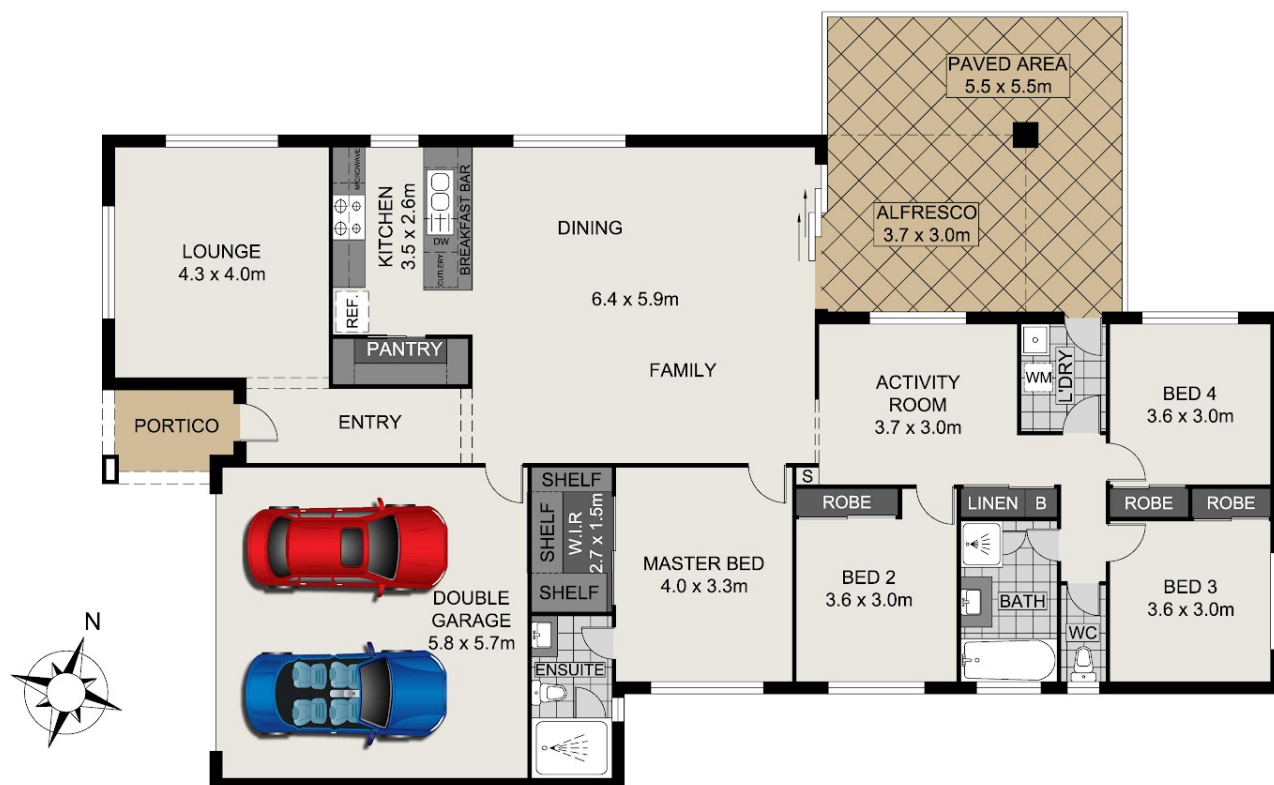 PAVED AREA
5.5 x 5.5m
MICROWAVE
KITCHEN
3.5 x 2.6m
DW
CUTLERY
BREAKFAST BAR
DINING
ALFRESCO
3.7 x 3.0m
LOUNGE
4.3 x 4.0m
6.4 x 5.9m
REF.
PANTRY
FAMILY
ACTIVITY
ROOM
3.7 x 3.0m
WM
L'DRY
BED 4
3.6 x 3.0m
PORTICO
ENTRY
S
SHELF
SHELF
W.I.R
2.7 x 1.5m
SHELF
ROBE
LINEN
B
ROBE
ROBE
MASTER BED
4.0 x 3.3m
BED 2
3.6 x 3.0m
BATH
BED 3
3.6 x 3.0m
DOUBLE
GARAGE
5.8 x 5.7m
WC
ENSUITE
N